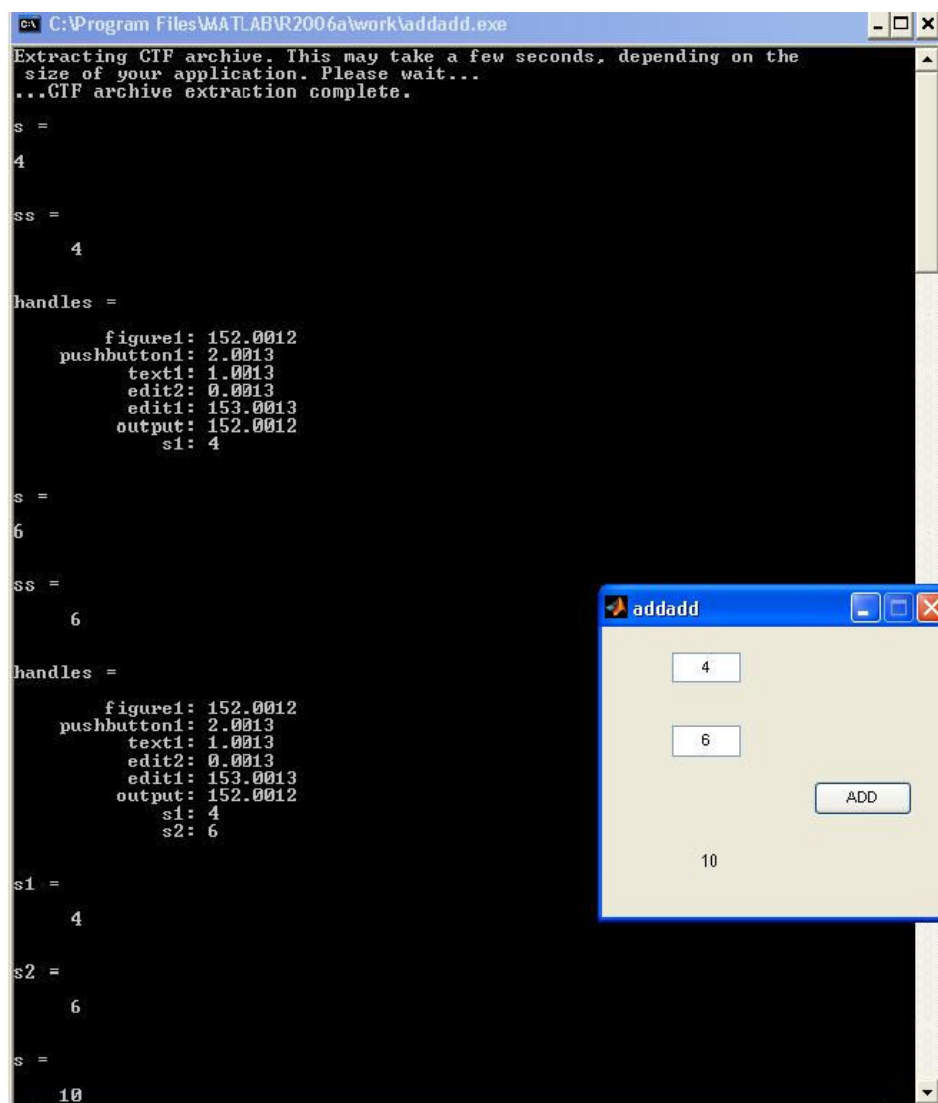 C:\Program Files\MATLAB\R2006a\work\addadd.exe
Extracting CTF archive. This may take a few seconds, depending on the
size of your application. Please wait...
...CTF archive extraction complete.
s =
4
ss =
4
handles =
figure1: 152.0012
pushbutton1: 2.0013
text1: 1.0013
edit2: 0.0013
edit1: 153.0013
output: 152.0012
s1: 4
s =
6
ss =
6
handles =
figure1: 152.0012
pushbutton1: 2.0013
text1: 1.0013
edit2: 0.0013
edit1: 153.0013
output: 152.0012
s1: 4
s2: 6
s1 =
4
s2 =
6
s =
10
addadd
4
6
ADD
10